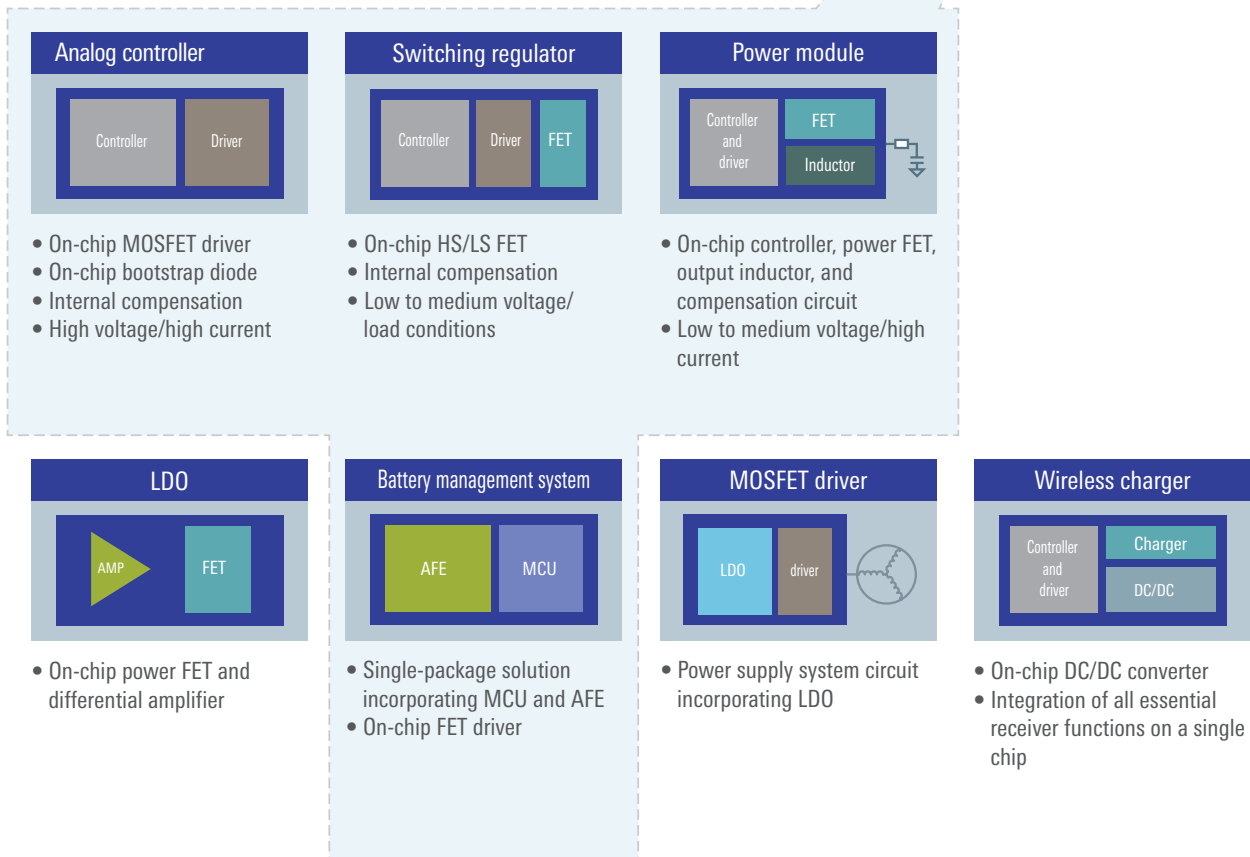 Analog controller
Controller
Driver
• On-chip MOSFET driver
• On-chip bootstrap diode
• Internal compensation
• High voltage/high current
Switching regulator
Controller
Driver
FET
• On-chip HS/LS FET
• Internal compensation
• Low to medium voltage/
load conditions
Power module
Controller
and
driver
FET
Inductor
• On-chip controller, power FET,
output inductor, and
compensation circuit
• Low to medium voltage/high
current
LDO
AMP
FET
• On-chip power FET and
differential amplifier
Battery management system
AFE
MCU
• Single-package solution
incorporating MCU and AFE
• On-chip FET driver
MOSFET driver
LDO
driver
• Power supply system circuit
incorporating LDO
Wireless charger
Controller
and
driver
Charger
DC/DC
• On-chip DC/DC converter
• Integration of all essential
receiver functions on a single
chip